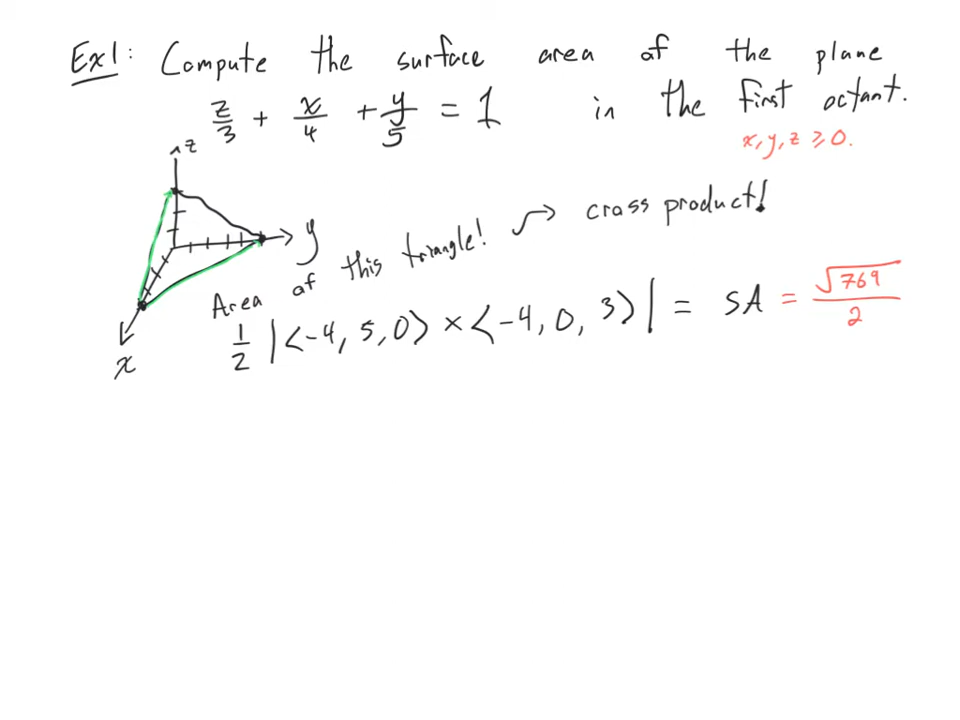 Ex1: Compute the surface area of the plane
z/3 + x/4 + y/5 = 1 in the first octant.
x, y, z ≥ 0.
z
y
x
Area of this triangle! → cross product!
1/2 |<-4, 5, 0> × <-4, 0, 3>| = SA = √769/2